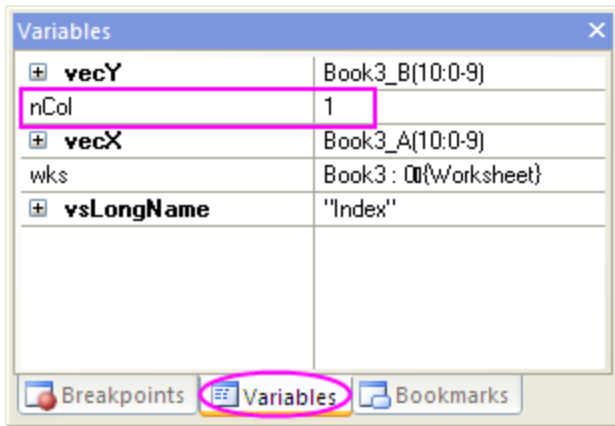 Variables
vecY Book3_B(10:0-9)
nCol 1
vecX Book3_A(10:0-9)
wks Book3 : {Worksheet}
vsLongName "Index"
Breakpoints Variables Bookmarks